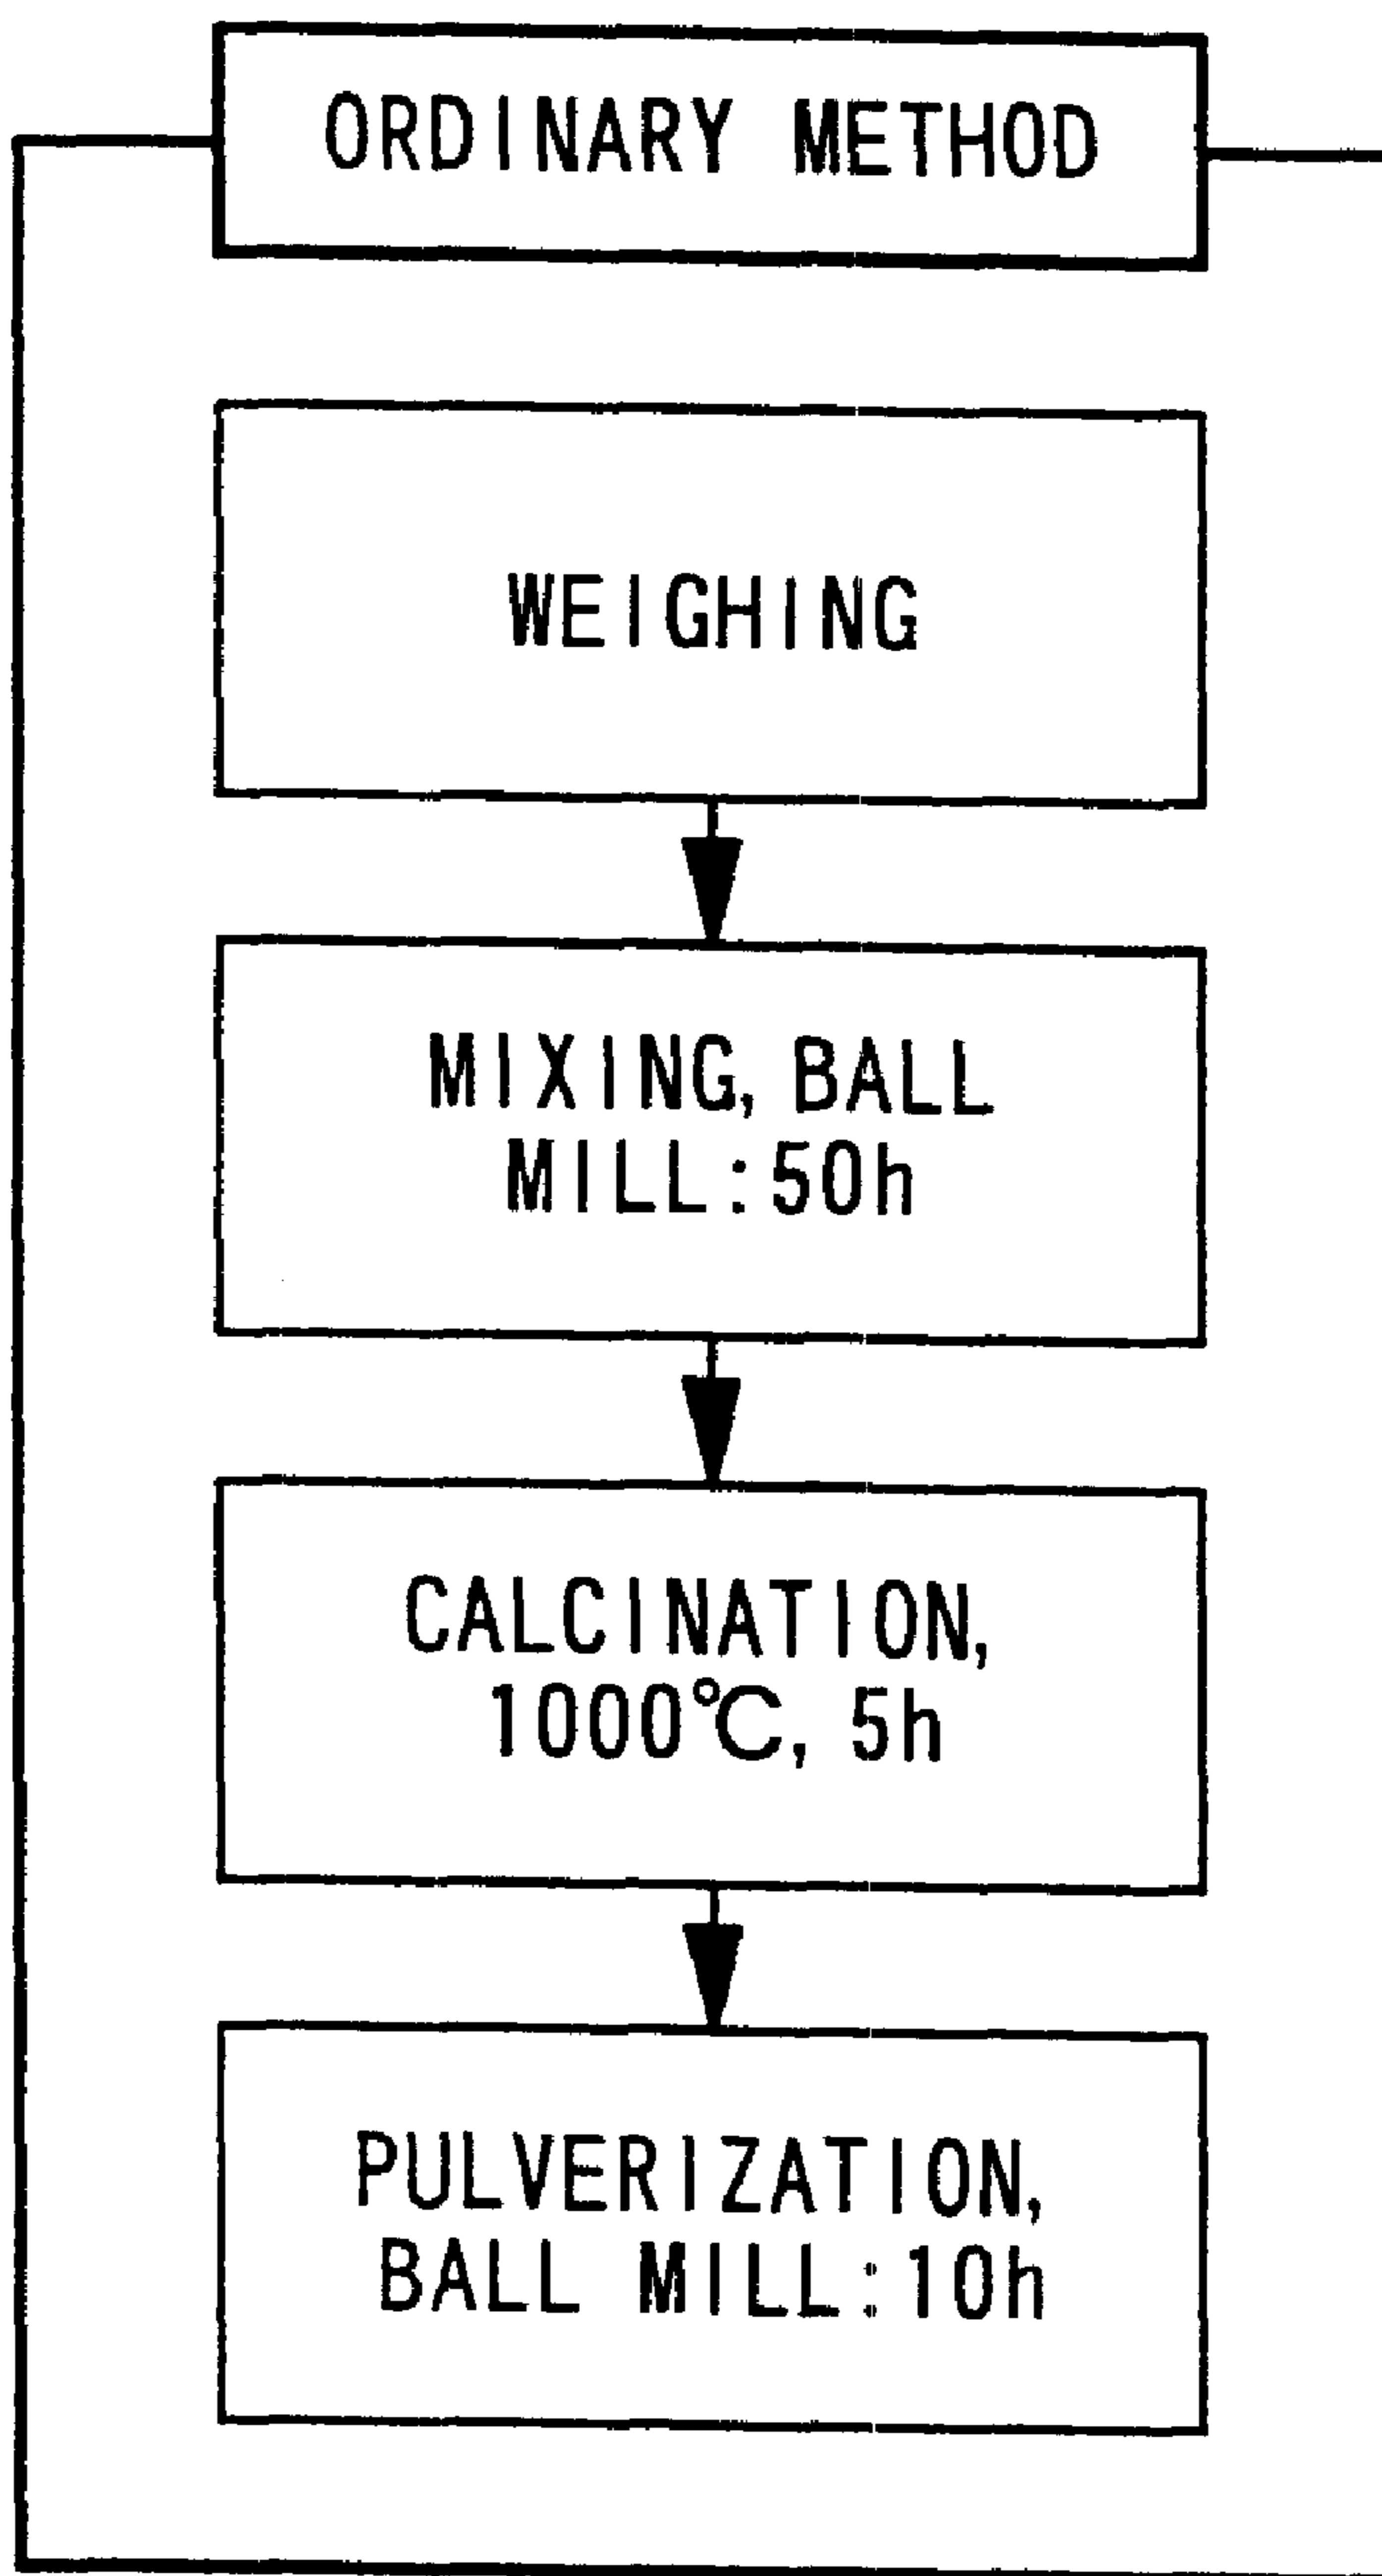 ORDINARY METHOD
WEIGHING
MIXING, BALL
MILL:50h
CALCINATION,
1000℃, 5h
PULVERIZATION,
BALL MILL:10h